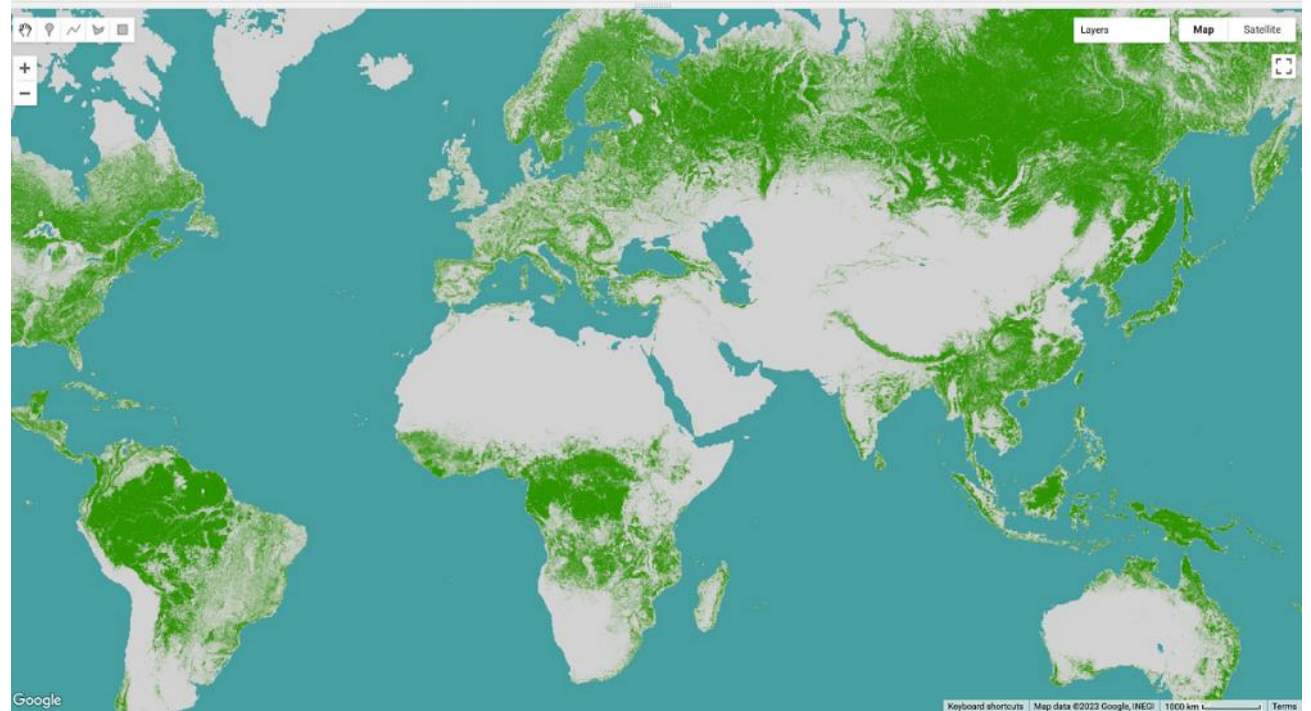 Layers
Map Satellite
+
−
Google
Keyboard shortcuts Map data ©2023 Google, INEGI 1000 km Terms